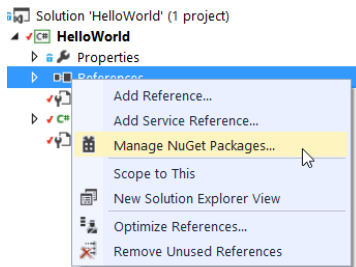 Solution 'HelloWorld' (1 project)
C# HelloWorld
Properties
References
Add Reference...
Add Service Reference...
C#
Manage NuGet Packages...
Scope to This
New Solution Explorer View
Optimize References...
Remove Unused References